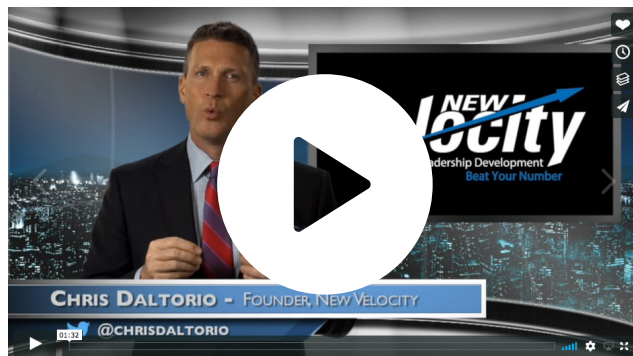 NEW
locity
adership Development
Beat Your Number
CHRIS DALTORIO - FOUNDER, NEW VELOCITY
@CHRISDALTORIO
01:32